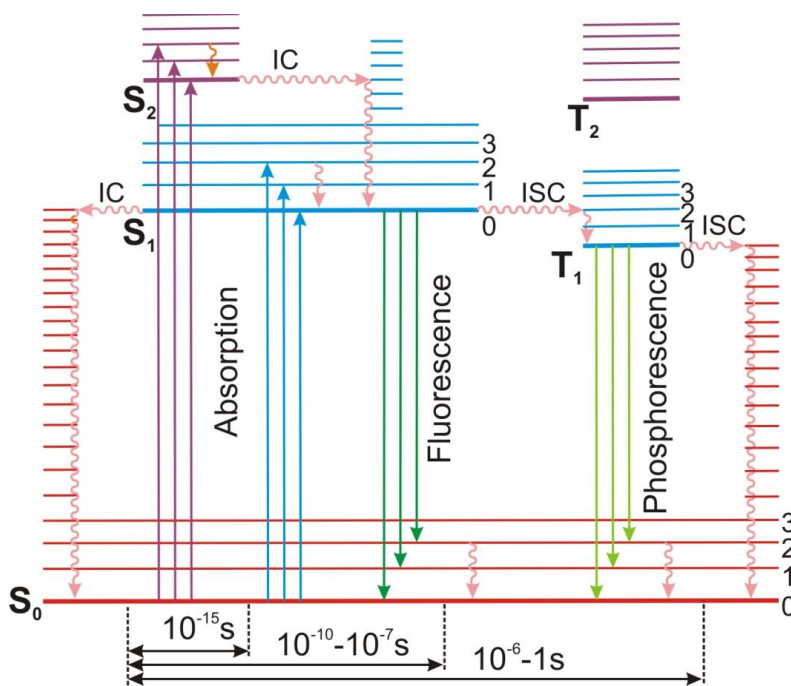 IC
S₂
T₂
3
2
1
0
IC
S₁
ISC
3
2
1
0
ISC
T₁
Absorption
Fluorescence
Phosphorescence
3
2
1
0
S₀
10⁻¹⁵s
10⁻¹⁰-10⁻⁷s
10⁻⁶-1s